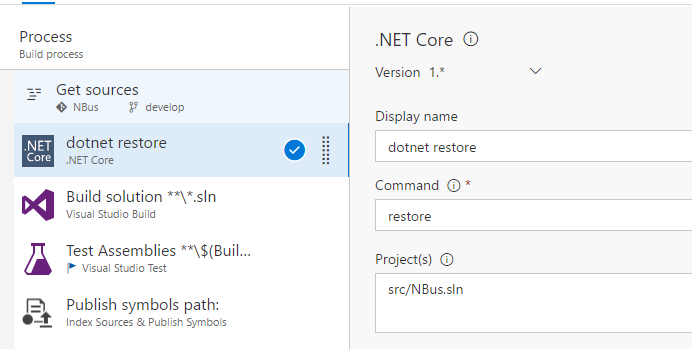 Process
Build process
Get sources
NBus develop
.NET
Core
dotnet restore
.NET Core
Build solution **\*.sln
Visual Studio Build
Test Assemblies **\$(Buil...
Visual Studio Test
Publish symbols path:
Index Sources & Publish Symbols
.NET Core
Version 1.*
Display name
dotnet restore
Command *
restore
Project(s)
src/NBus.sln